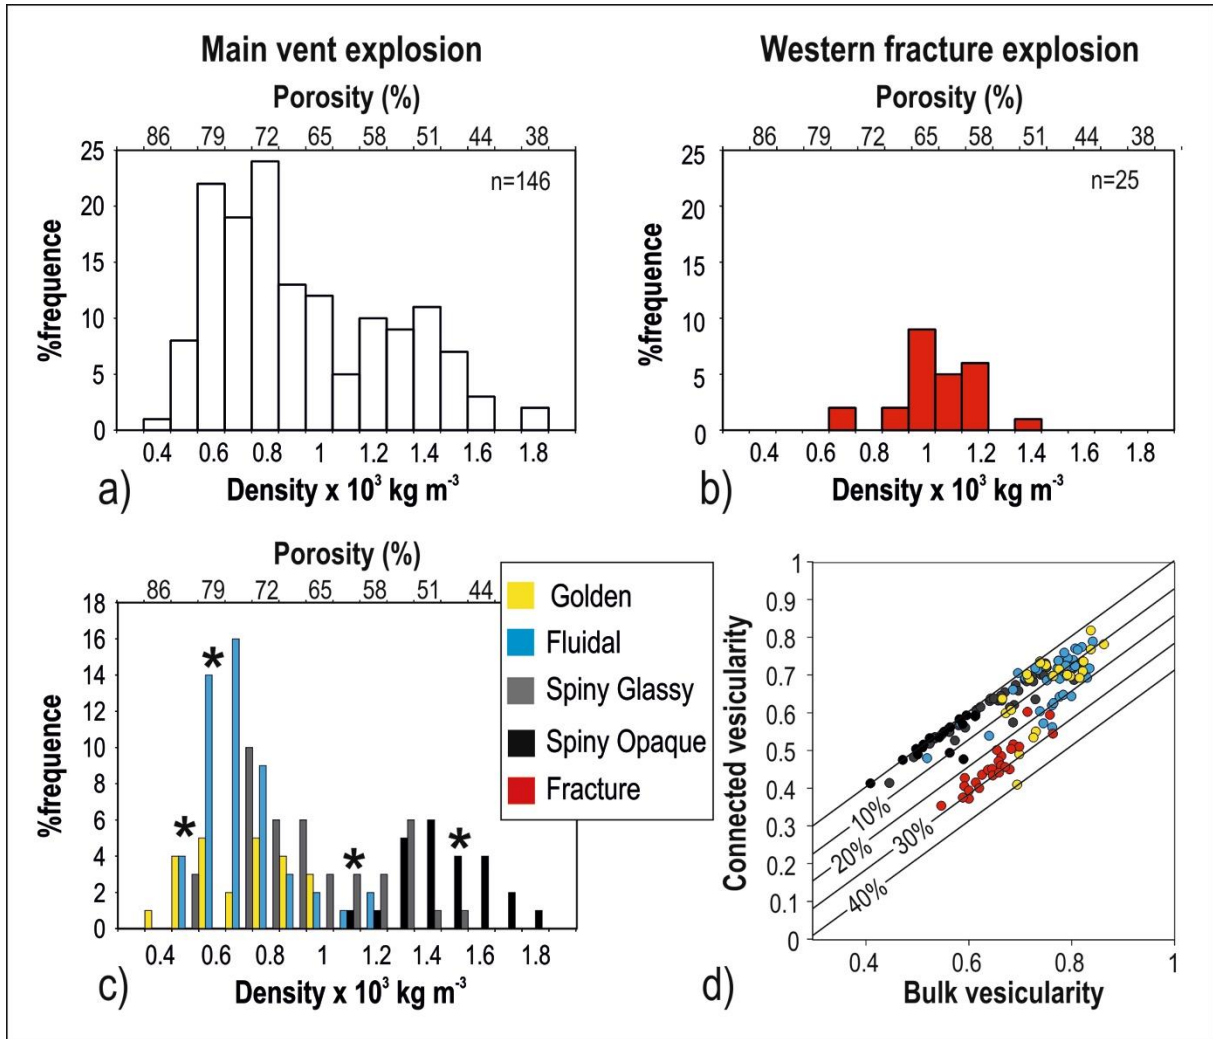 Main vent explosion
Porosity (%)
86 79 72 65 58 51 44 38
25
20
15
10
5
0
%frequence
n=146
0.4 0.6 0.8 1 1.2 1.4 1.6 1.8
a) Density x 10³ kg m⁻³
Western fracture explosion
Porosity (%)
86 79 72 65 58 51 44 38
25
20
15
10
5
0
%frequence
n=25
0.4 0.6 0.8 1 1.2 1.4 1.6 1.8
b) Density x 10³ kg m⁻³
Porosity (%)
86 79 72 65 58 51 44
18
16
14
12
10
8
6
4
2
0
%frequence
* * * *
0.4 0.6 0.8 1 1.2 1.4 1.6 1.8
c) Density x 10³ kg m⁻³
Golden
Fluidal
Spiny Glassy
Spiny Opaque
Fracture
1
0.9
0.8
0.7
0.6
0.5
0.4
0.3
0.2
0.1
0
Connected vesicularity
10%
20%
30%
40%
0.4 0.6 0.8 1
d) Bulk vesicularity